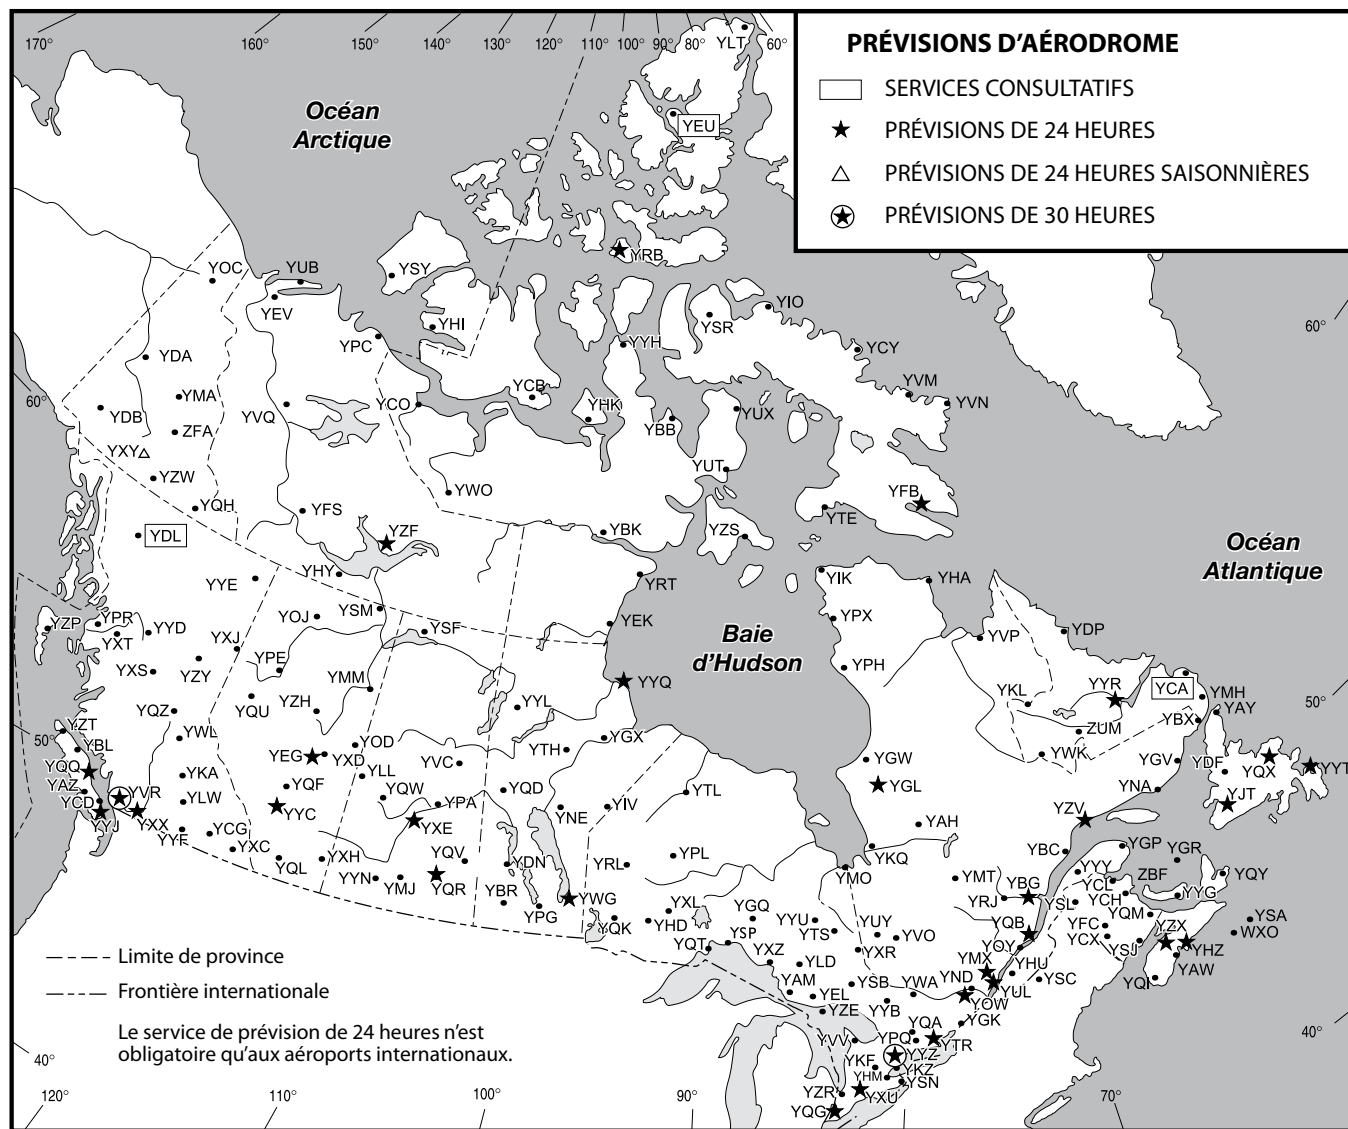 170°
160°
150°
140°
130°
120°
110°
100°
90°
80°
60°
YLT
PRÉVISIONS D'AÉRODROME
SERVICES CONSULTATIFS
PRÉVISIONS DE 24 HEURES
PRÉVISIONS DE 24 HEURES SAISONNIÈRES
PRÉVISIONS DE 30 HEURES
Océan
Arctique
YEU
YRB
YOC
YUB
YSY
YEV
YHI
YPC
YYH
YSR
YIO
60°
YDA
YCY
YMA
YCB
YVM
60°
YDB
YVQ
YCO
YHK
YBB
YUX
YVN
ZFA
YXY
YZW
YUT
YWO
YFB
YQH
YFS
YTE
YDL
YZF
YBK
YZS
Océan
Atlantique
YYE
YHY
YRT
YIK
YHA
YZP
YPR
YYD
YXJ
YOJ
YSM
YSF
YEK
YPX
YVP
YDP
YXT
Baie
d'Hudson
YXS
YZY
YPE
YMM
YYQ
YPH
YKL
YYR
YCA
YMH
50°
YQZ
YQU
YZH
YYL
YBX
YAY
YZT
YWL
YOD
YTH
YGX
ZUM
50°
YBL
YEG
YXD
YVC
YGW
YWK
YGV
YDF
YQX
YYT
YQQ
YKA
YQF
YLL
YQW
YQD
YTL
YGL
YNA
YAZ
YVR
YLW
YYC
YPA
YNE
YIV
YZV
YJT
YCD
YYJ
YXX
YYF
YCG
YXE
YAH
YXC
YQL
YXH
YQV
YDN
YRL
YPL
YKQ
YBC
YGP
YGR
YYN
YMJ
YQR
YBR
YMO
YMT
YBG
YYY
ZBF
YCL
YQY
YPG
YWG
YRJ
YSL
YCH
YYG
YQK
YHD
YXL
YGQ
YYU
YUY
YQB
YFC
YQM
YZX
YSA
YQT
YSP
YTS
YVO
YOY
YCX
YSJ
YHZ
WXO
YXZ
YLD
YXR
YMX
YHU
YAW
YAM
YEL
YSB
YWA
YND
YUL
YSC
YQI
YZE
YYB
YOW
YQA
YGK
YVV
YPQ
YTR
YYZ
YKF
YKZ
YHM
YSN
YZR
YXU
YQG
40°
Limite de province
Frontière internationale
Le service de prévision de 24 heures n'est
obligatoire qu'aux aéroports internationaux.
40°
120°
110°
100°
90°
70°